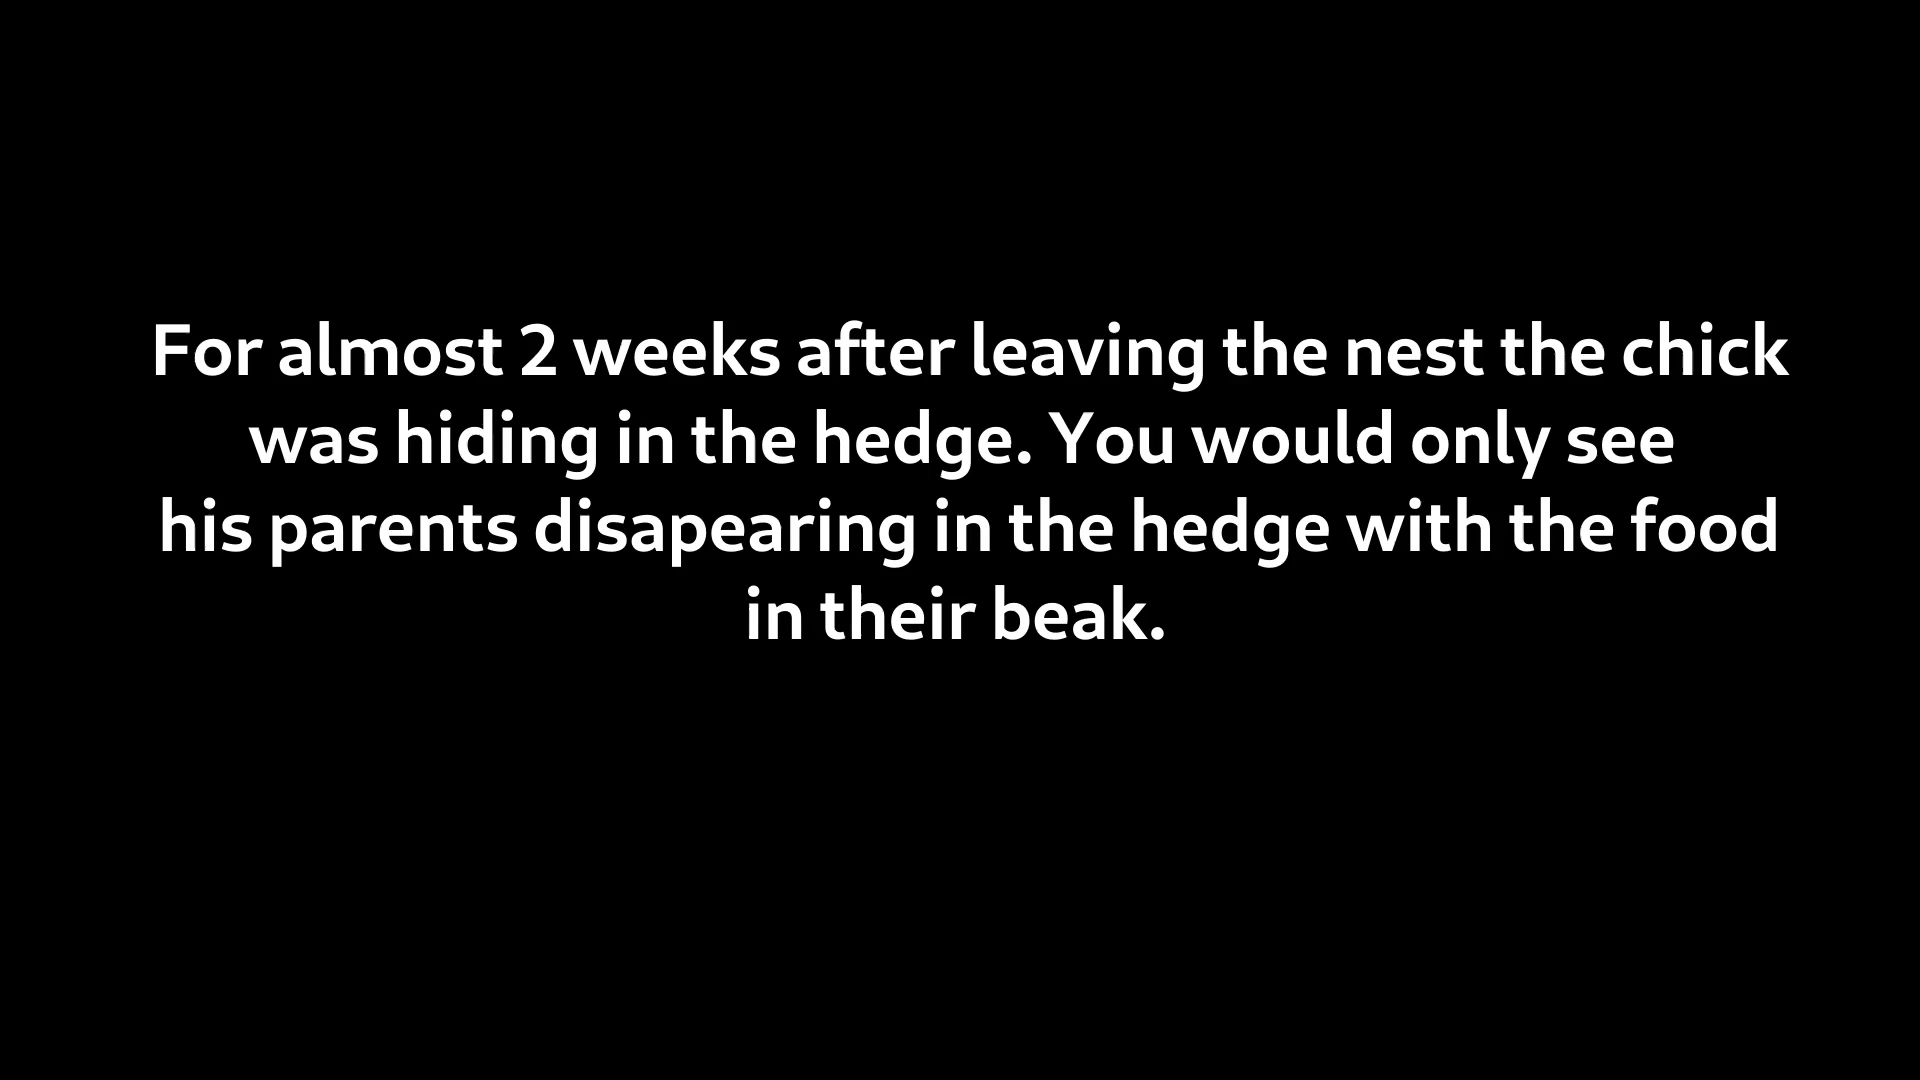 For almost 2 weeks after leaving the nest the chick
was hiding in the hedge. You would only see
his parents disapearing in the hedge with the food
in their beak.